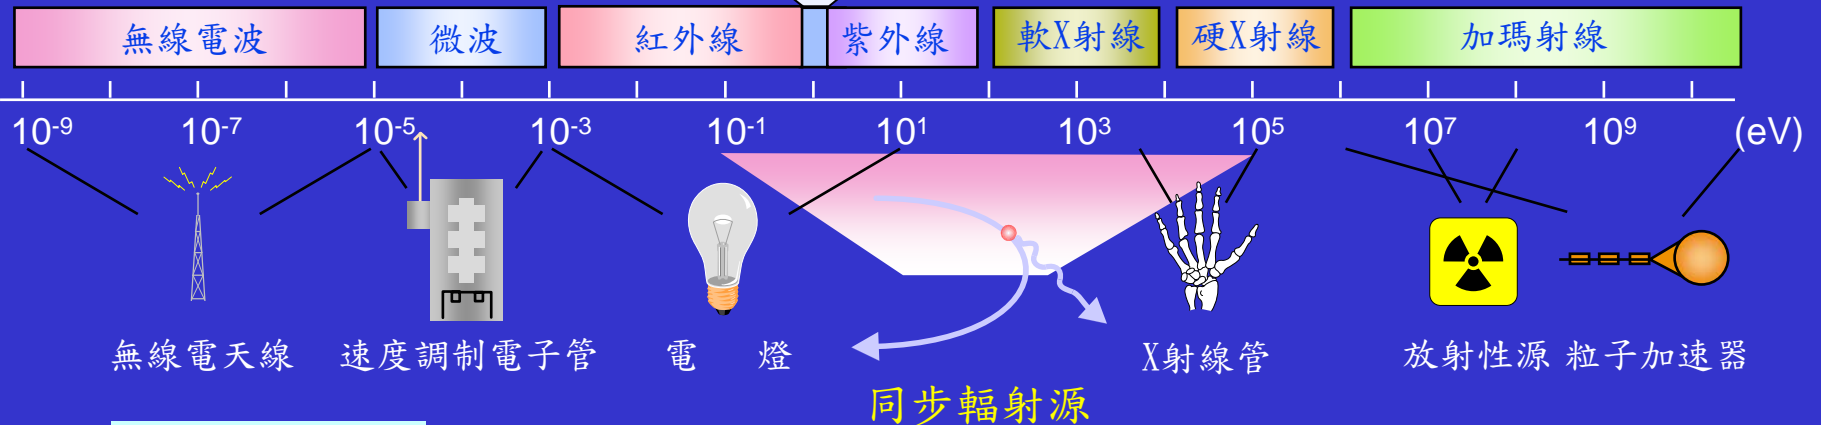 無線電波 微波 紅外線 紫外線 軟X射線 硬X射線 加瑪射線
10⁻⁹ 10⁻⁷ 10⁻⁵ 10⁻³ 10⁻¹ 10¹ 10³ 10⁵ 10⁷ 10⁹ (eV)
無線電天線 速度調制電子管 電 燈 X射線管 放射性源 粒子加速器
同步輻射源